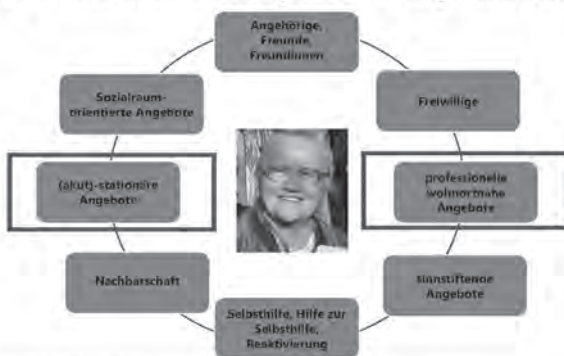 Angehörige,
Freunde,
Freundinnen
Sozialraum-
orientierte Angebote
Freiwillige
(akut)-stationäre
Angebote
professionelle
wohnortnahe
Angebote
Nachbarschaft
sinnstiftende
Angebote
Selbsthilfe, Hilfe zur
Selbsthilfe,
Reaktivierung